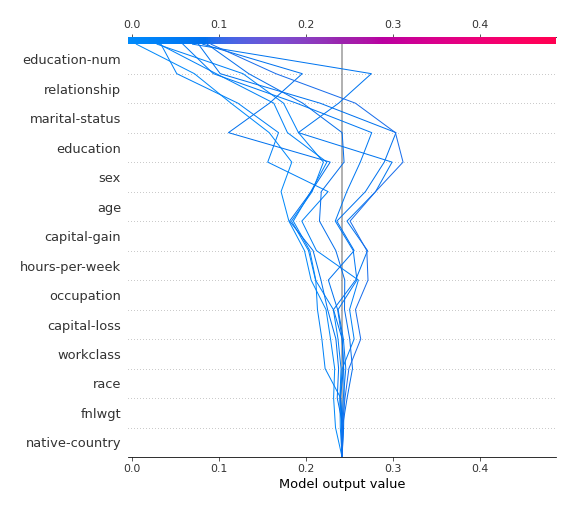 0.0 0.1 0.2 0.3 0.4
education-num
relationship
marital-status
education
sex
age
capital-gain
hours-per-week
occupation
capital-loss
workclass
race
fnlwgt
native-country
0.0 0.1 0.2 0.3 0.4
Model output value